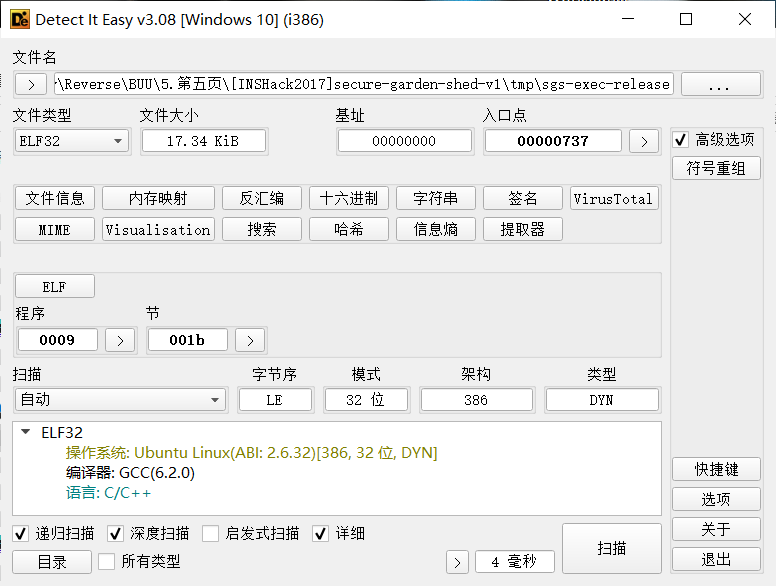 Detect It Easy v3.08 [Windows 10] (i386)
文件名
> \Reverse\BUU\5.第五页\[INSHack2017]secure-garden-shed-v1\tmp\sgs-exec-release ...
文件类型 文件大小 基址 入口点
ELF32 17.34 KiB 00000000 00000737 > 高级选项
符号重组
文件信息 内存映射 反汇编 十六进制 字符串 签名 VirusTotal
MIME Visualisation 搜索 哈希 信息熵 提取器
ELF
程序 节
0009 > 001b >
扫描 字节序 模式 架构 类型
自动 LE 32 位 386 DYN
ELF32
操作系统: Ubuntu Linux(ABI: 2.6.32)[386, 32 位, DYN]
编译器: GCC(6.2.0)
语言: C/C++
快捷键
选项
关于
退出
递归扫描 深度扫描 启发式扫描 详细
目录 所有类型 > 4 毫秒 扫描